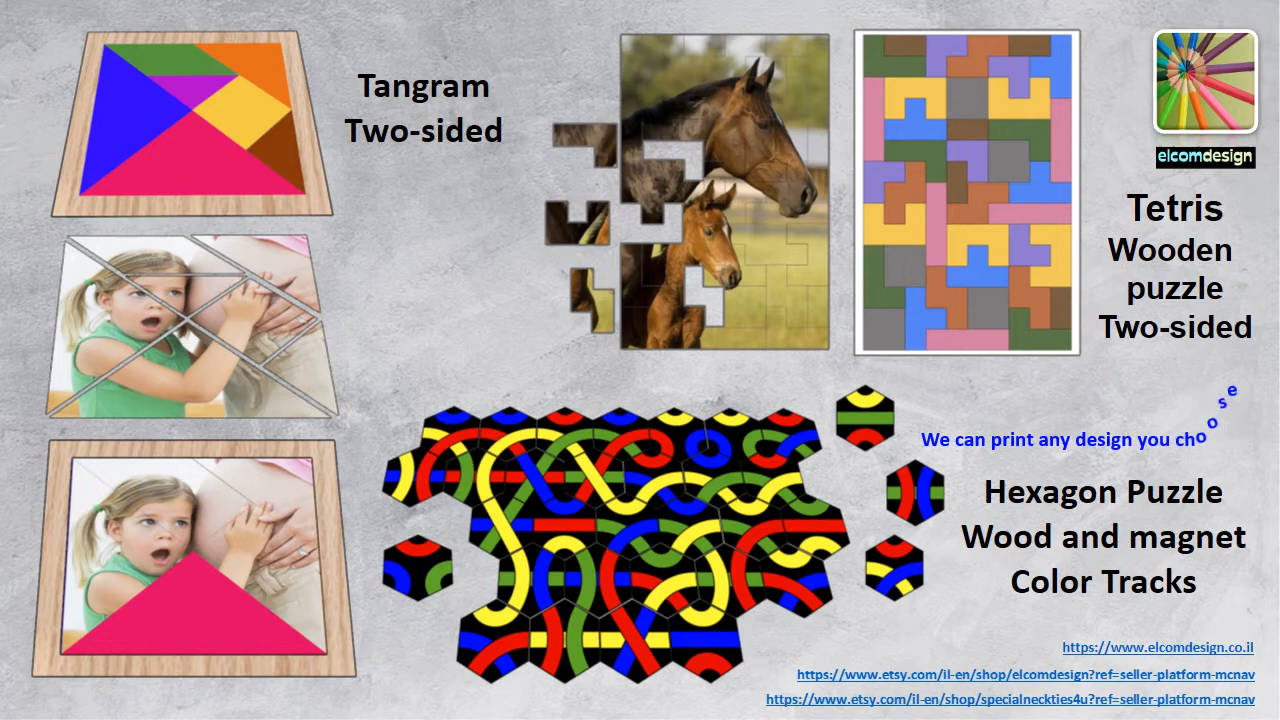 Tangram
Two-sided
elcomdesign
Tetris
Wooden
puzzle
Two-sided
We can print any design you choose
Hexagon Puzzle
Wood and magnet
Color Tracks
https://www.elcomdesign.co.il
https://www.etsy.com/il-en/shop/elcomdesign?ref=seller-platform-mcnav
https://www.etsy.com/il-en/shop/specialneckties4u?ref=seller-platform-mcnav